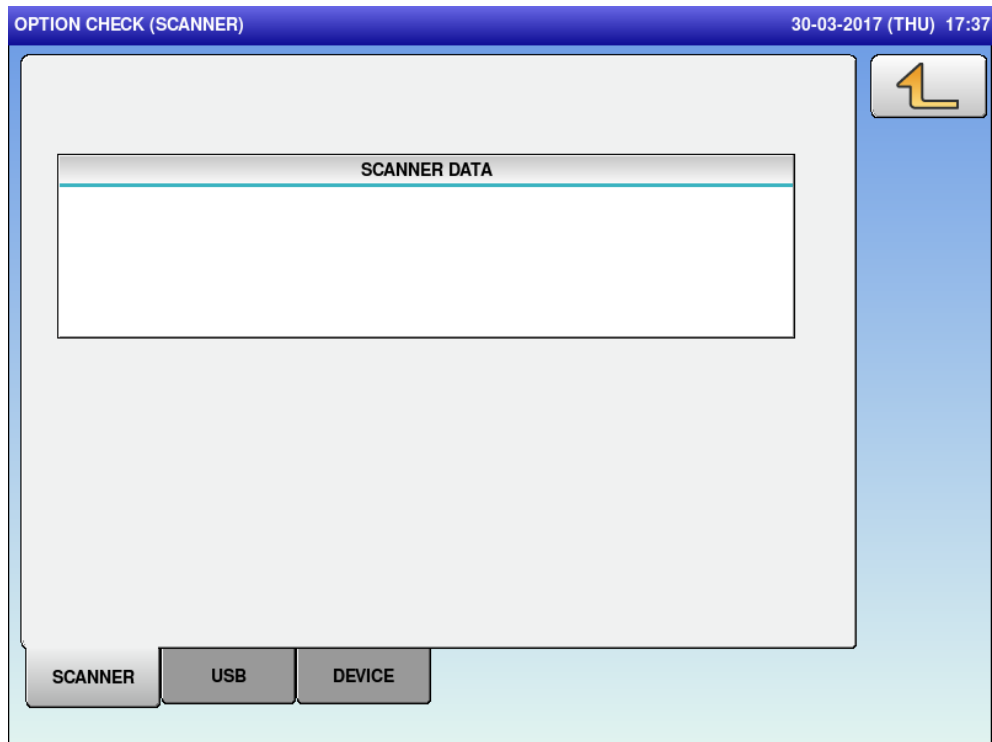 OPTION CHECK (SCANNER) 30-03-2017 (THU) 17:37
SCANNER DATA
SCANNER USB DEVICE